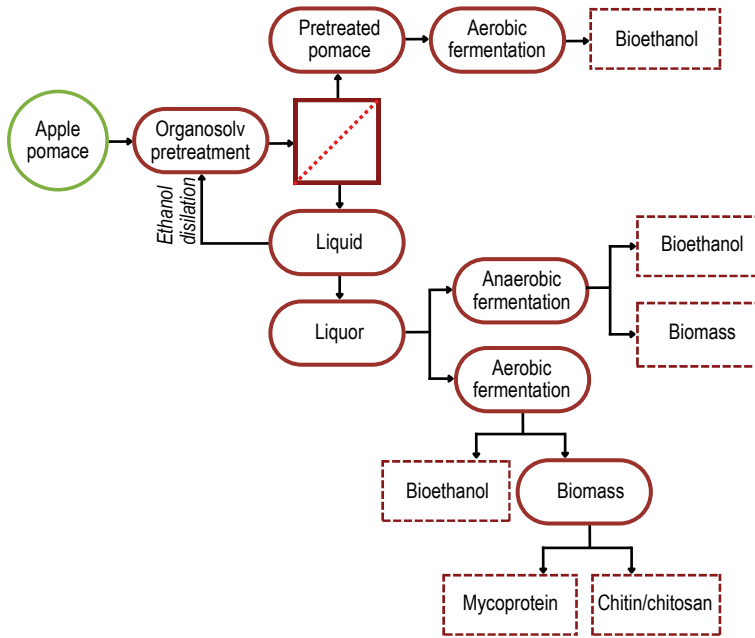 Pretreated
pomace
Aerobic
fermentation
Bioethanol
Apple
pomace
Organosolv
pretreatment
Ethanol
disilation
Liquid
Liquor
Anaerobic
fermentation
Bioethanol
Biomass
Aerobic
fermentation
Bioethanol
Biomass
Mycoprotein
Chitin/chitosan